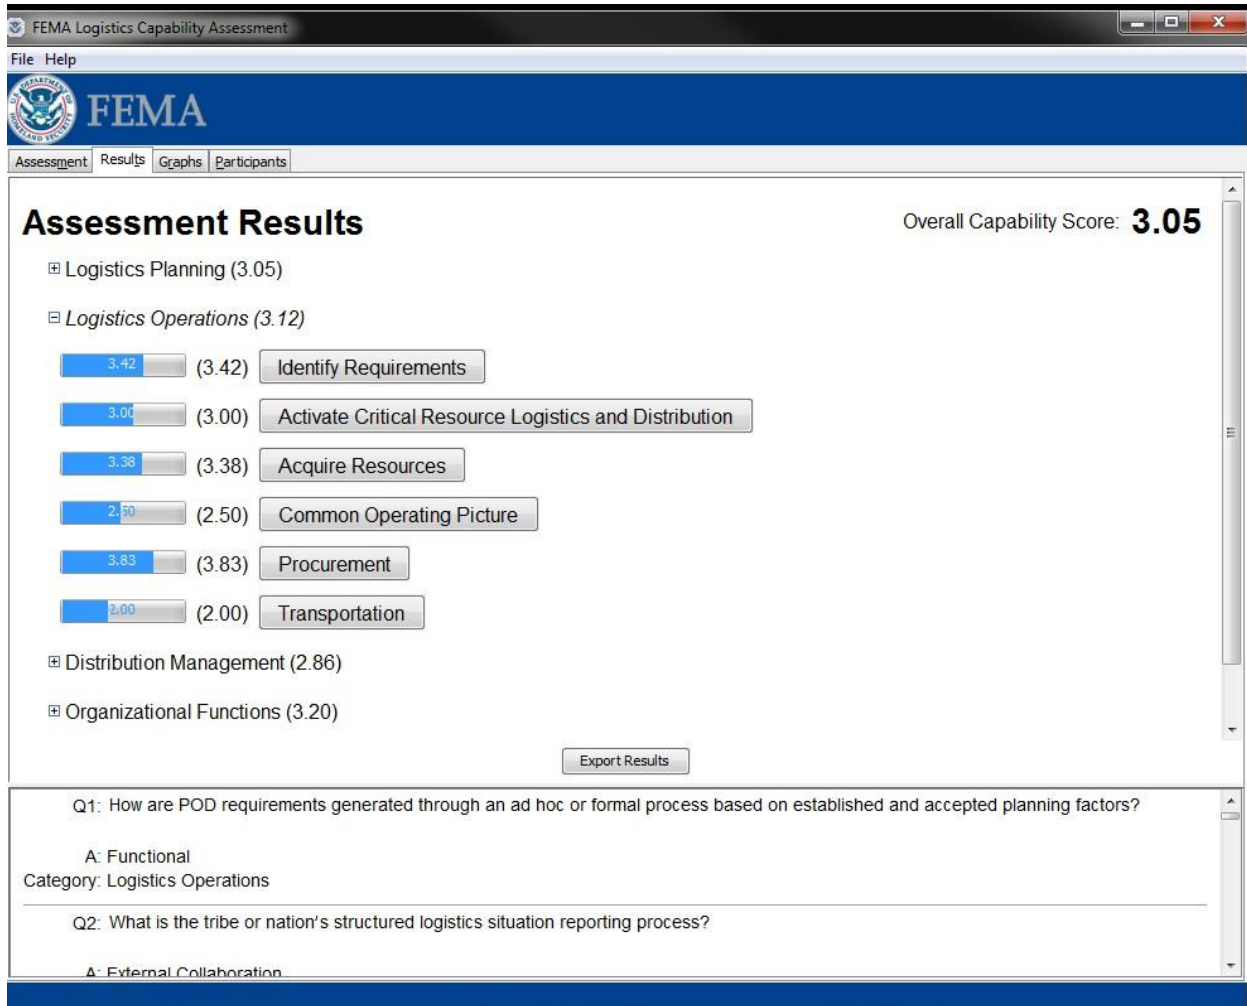 FEMA Logistics Capability Assessment
File Help
FEMA
Assessment Results Graphs Participants
Assessment Results
Overall Capability Score: 3.05
Logistics Planning (3.05)
Logistics Operations (3.12)
3.42 (3.42) Identify Requirements
3.00 (3.00) Activate Critical Resource Logistics and Distribution
3.38 (3.38) Acquire Resources
2.50 (2.50) Common Operating Picture
3.83 (3.83) Procurement
2.00 (2.00) Transportation
Distribution Management (2.86)
Organizational Functions (3.20)
Export Results
Q1: How are POD requirements generated through an ad hoc or formal process based on established and accepted planning factors?
A: Functional
Category: Logistics Operations
Q2: What is the tribe or nation's structured logistics situation reporting process?
A: External Collaboration